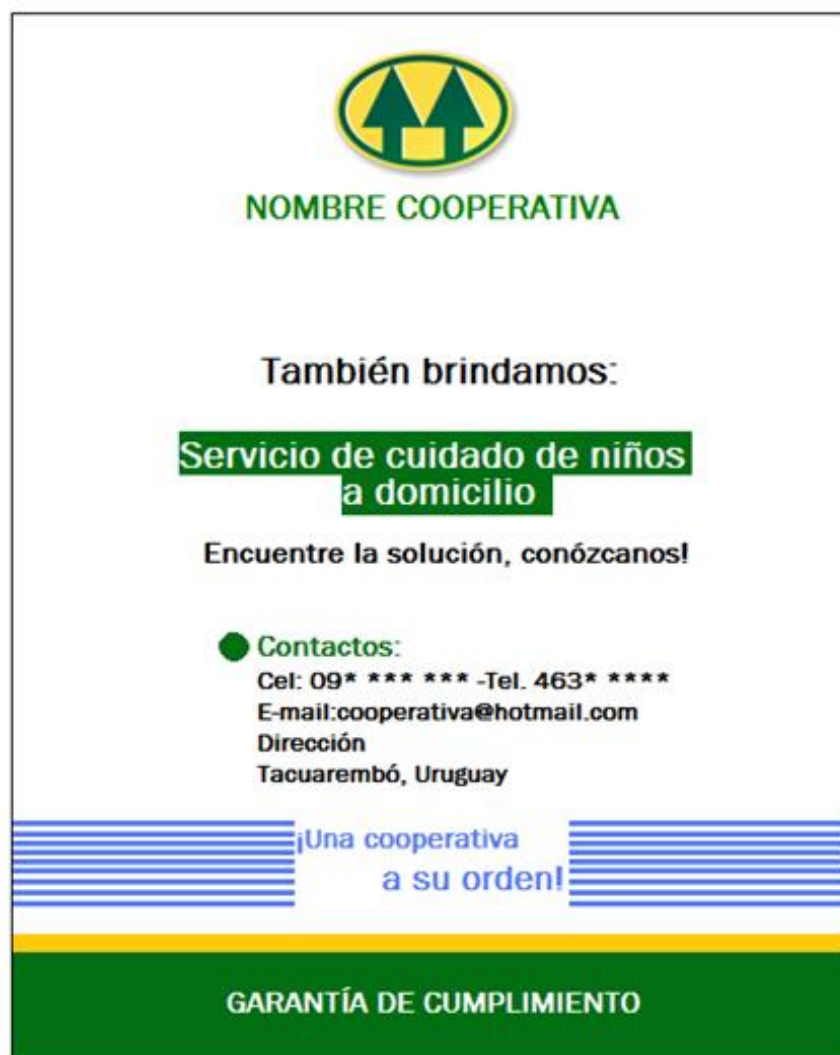 NOMBRE COOPERATIVA
También brindamos:
Servicio de cuidado de niños
a domicilio
Encuentre la solución, conózcanos!
Contactos:
Cel: 09* *** *** -Tel. 463* ****
E-mail:cooperativa@hotmail.com
Dirección
Tacuarembó, Uruguay
¡Una cooperativa
a su orden!
GARANTÍA DE CUMPLIMIENTO